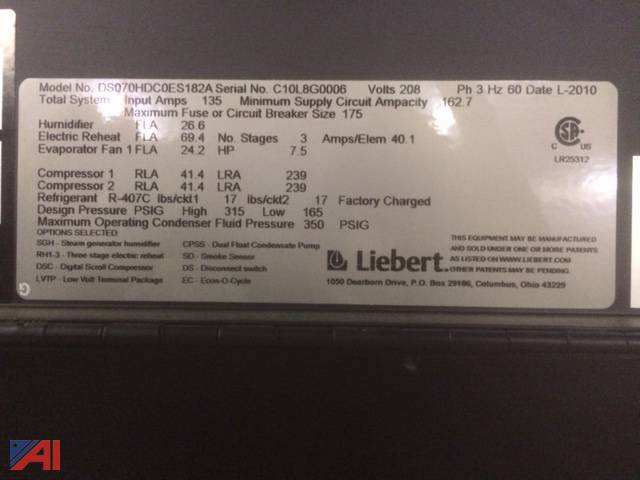 Model No. DS070HDC0ES182A Serial No. C10L8G0006 Volts 208 Ph 3 Hz 60 Date L-2010
Total System Input Amps 135 Minimum Supply Circuit Ampacity 162.7
Maximum Fuse or Circuit Breaker Size 175
Humidifier FLA 26.6
Electric Reheat FLA 69.4 No. Stages 3 Amps/Elem 40.1
Evaporator Fan 1 FLA 24.2 HP 7.5
C US
LR25312
Compressor 1 RLA 41.4 LRA 239
Compressor 2 RLA 41.4 LRA 239
Refrigerant R-407C lbs/ckt1 17 lbs/ckt2 17 Factory Charged
Design Pressure PSIG High 315 Low 165
Maximum Operating Condenser Fluid Pressure 350 PSIG
OPTIONS SELECTED
SGH - Steam generator humidifier CPSS - Dual Float Condensate Pump
RH1-3 - Three stage electric reheat SD - Smoke Sensor
DSC - Digital Scroll Compressor DS - Disconnect switch
LVTP - Low Volt Terminal Package EC - Econ-O-Cycle
Liebert.
THIS EQUIPMENT MAY BE MANUFACTURED
AND SOLD UNDER ONE OR MORE PATENTS.
AS LISTED ON WWW.LIEBERT.COM.
OTHER PATENTS MAY BE PENDING.
1050 Dearborn Drive, P.O. Box 29186, Columbus, Ohio 43229
G
AI